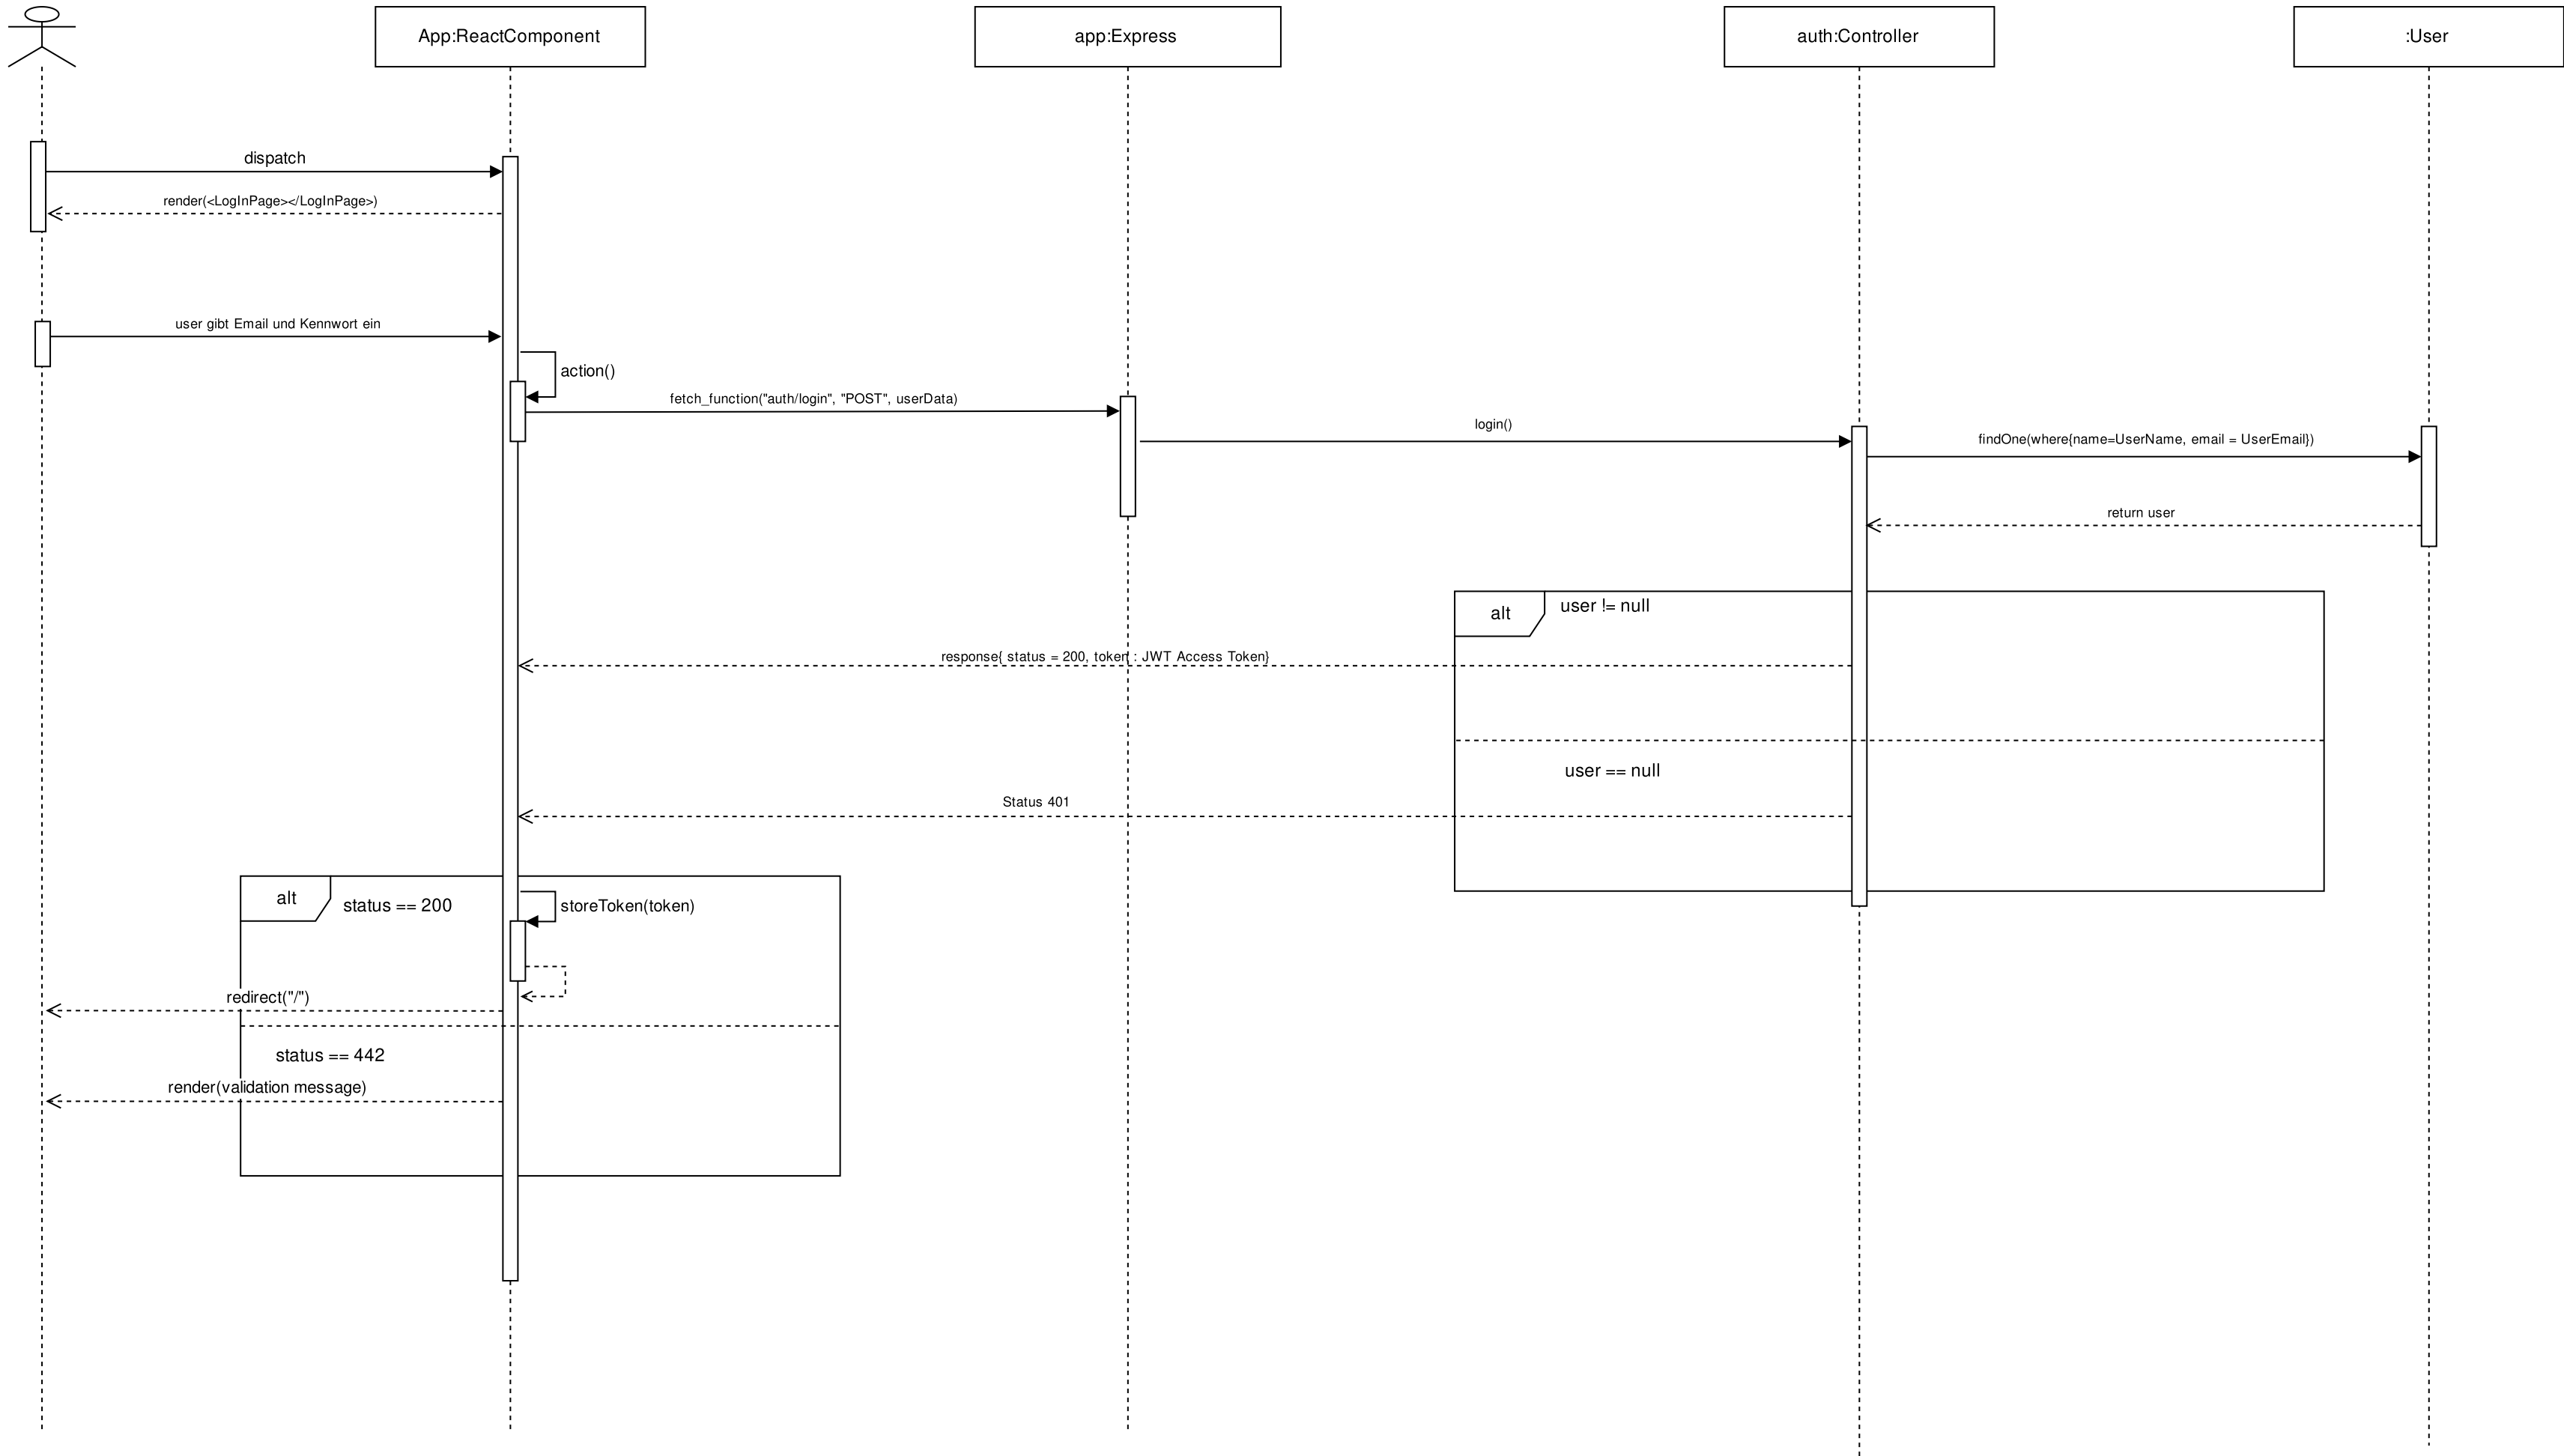 App:ReactComponent
app:Express
auth:Controller
:User
dispatch
render(<LogInPage></LogInPage>)
user gibt Email und Kennwort ein
action()
fetch_function("auth/login", "POST", userData)
login()
findOne(where{name=UserName, email = UserEmail})
return user
alt
user != null
response{ status = 200, token : JWT Access Token}
user == null
Status 401
alt
status == 200
storeToken(token)
redirect("/")
status == 442
render(validation message)